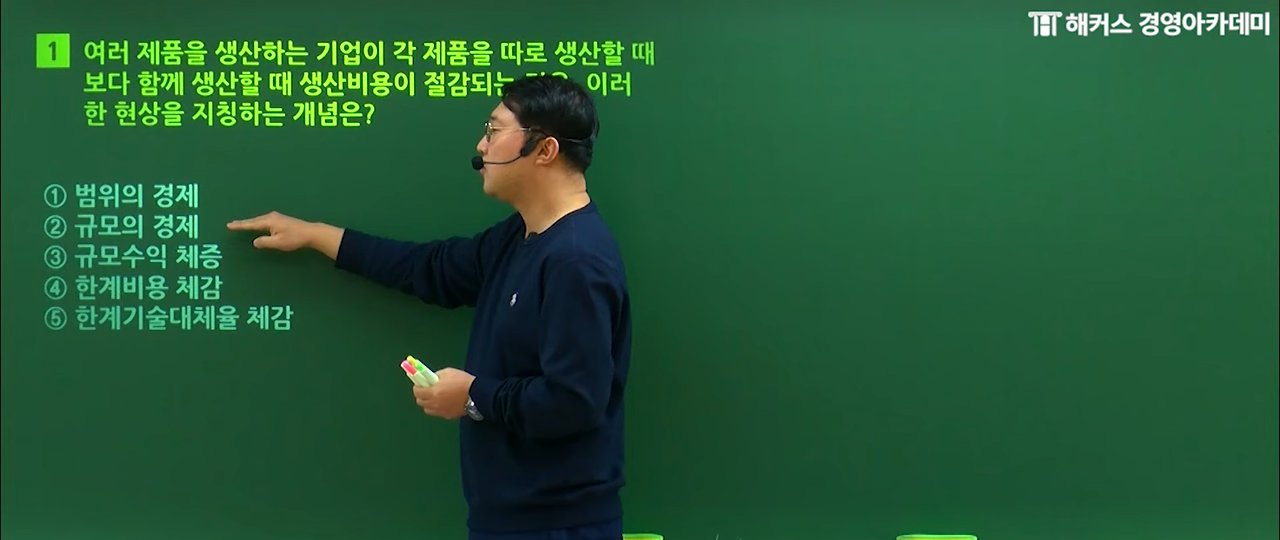 해커스 경영아카데미
1 여러 제품을 생산하는 기업이 각 제품을 따로 생산할 때
보다 함께 생산할 때 생산비용이 절감되는 이러
한 현상을 지칭하는 개념은?
① 범위의 경제
② 규모의 경제
③ 규모수익 체증
④ 한계비용 체감
⑤ 한계기술대체율 체감